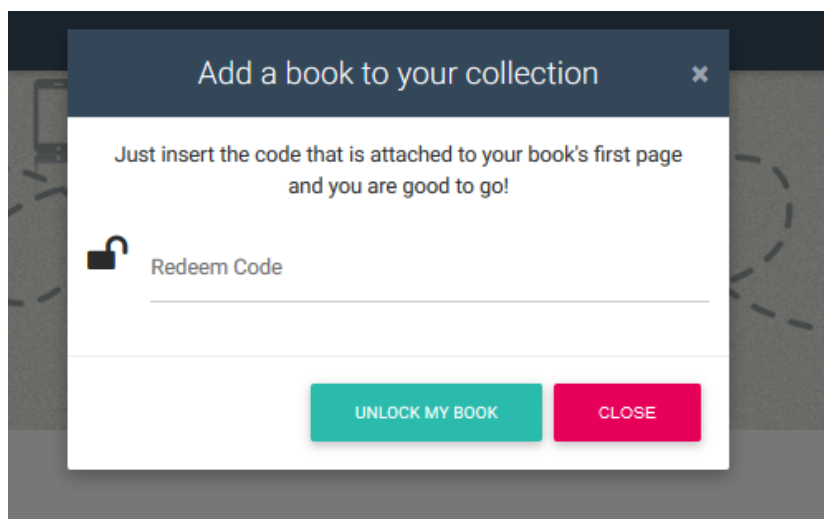 Add a book to your collection ×
Just insert the code that is attached to your book's first page
and you are good to go!
Redeem Code
UNLOCK MY BOOK CLOSE